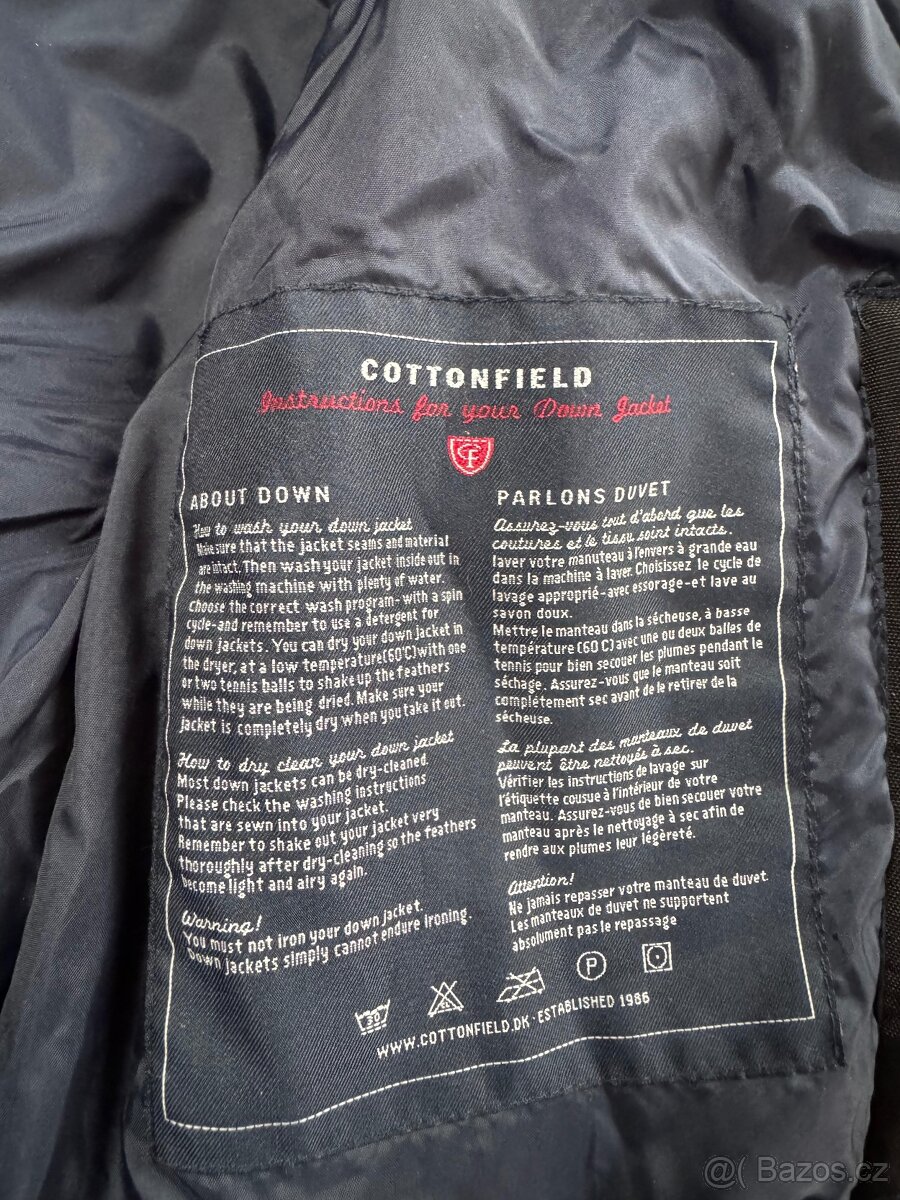 COTTONFIELD
Instructions for your Down Jacket
CF
ABOUT DOWN
How to wash your down jacket
Make sure that the jacket seams and material
are intact. Then wash your jacket inside out in
the washing machine with plenty of water.
Choose the correct wash program- with a spin
cycle-and remember to use a detergent for
down jackets. You can dry your down jacket in
the dryer, at a low temperature(60°C) with one
or two tennis balls to shake up the feathers
while they are being dried. Make sure your
jacket is completely dry when you take it out.
How to dry clean your down jacket
Most down jackets can be dry-cleaned.
Please check the washing instructions
that are sewn into your jacket.
Remember to shake out your jacket very
thoroughly after dry-cleaning so the feathers
become light and airy again.
Warning!
You must not iron your down jacket.
Down jackets simply cannot endure ironing.
PARLONS DUVET
Assurez-vous tout d'abord que les
coutures et le tissu soint intacts.
laver votre manuteau à l'envers à grande eau
dans la machine à laver. Choisissez le cycle de
lavage approprié-avec essorage-et lave au
savon doux.
Mettre le manteau dans la sécheuse, à basse
température (60 C) avec une ou deux balles de
tennis pour bien secouer les plumes pendant le
séchage. Assurez-vous que le manteau soit
complétement sec avant de le retirer de la
sécheuse.
La plupart des manteaux de duvet
peuvent être nettoyés à sec.
Vérifier les instructions de lavage sur
l'étiquette cousue à l'intérieur de votre
manteau. Assurez-vous de bien secouer votre
manteau après le nettoyage à sec afin de
rendre aux plumes leur légèreté.
Attention!
Ne jamais repasser votre manteau de duvet.
Les manteaux de duvet ne supportent
absolument pas le repassage
30 CL P
WWW.COTTONFIELD.DK·ESTABLISHED 1986
@( Bazos.cz